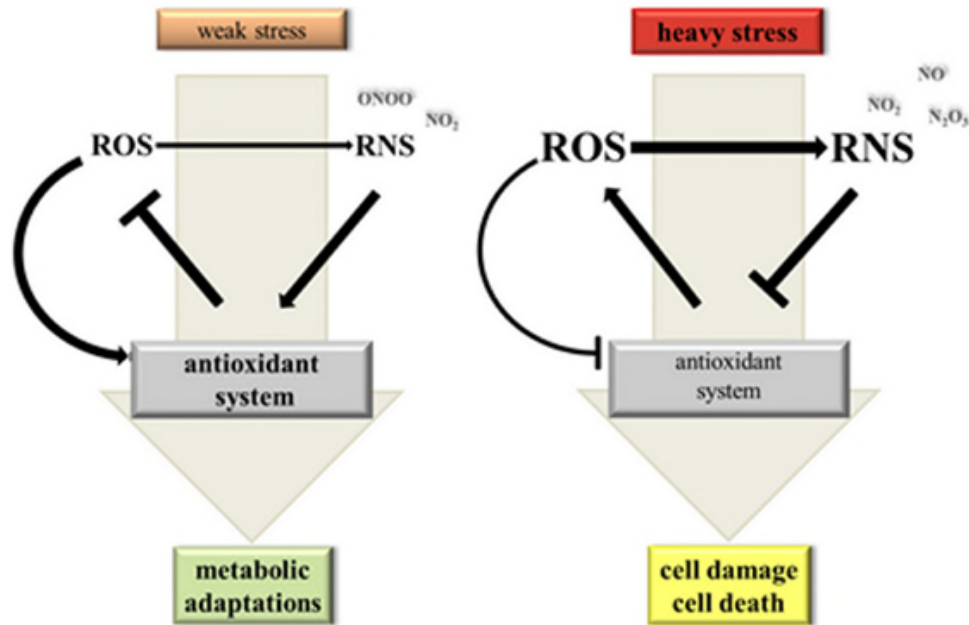 weak stress
ONOO⁻
NO₂
ROS
RNS
antioxidant
system
metabolic
adaptations
heavy stress
NO
NO₂
N₂O₃
ROS
RNS
antioxidant
system
cell damage
cell death